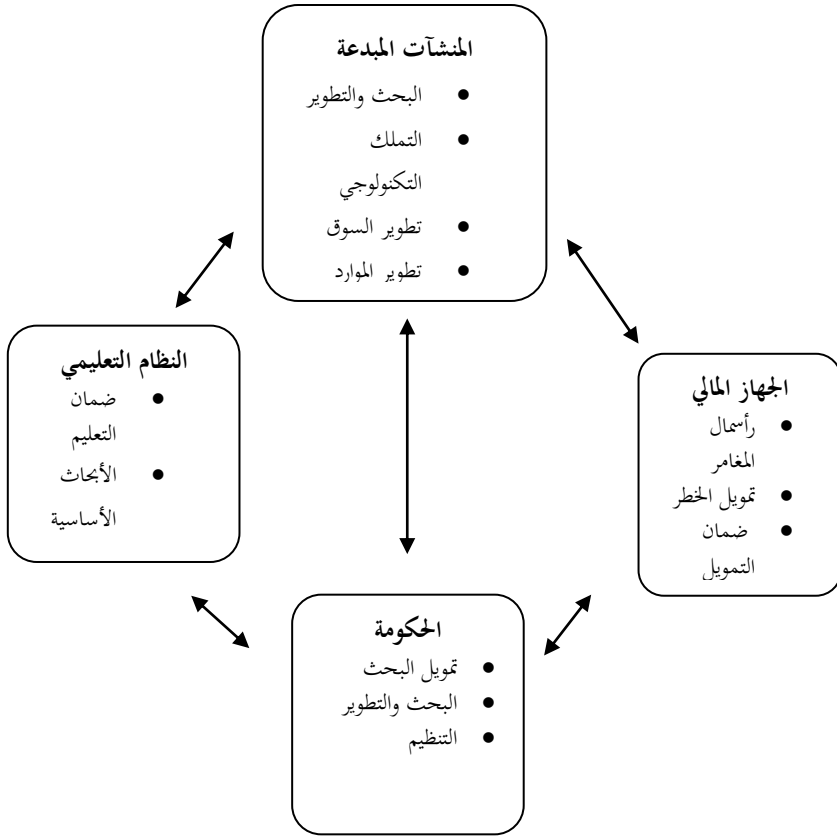 المنشآت المبدعة
• البحث والتطوير
• التملك
التكنولوجي
• تطوير السوق
• تطوير الموارد
النظام التعليمي
• ضمان
التعليم
• الأبحاث
الأساسية
الجهاز المالي
• رأسمال
المغامر
• تمويل الخطر
• ضمان
التمويل
الحكومة
• تمويل البحث
• البحث والتطوير
• التنظيم